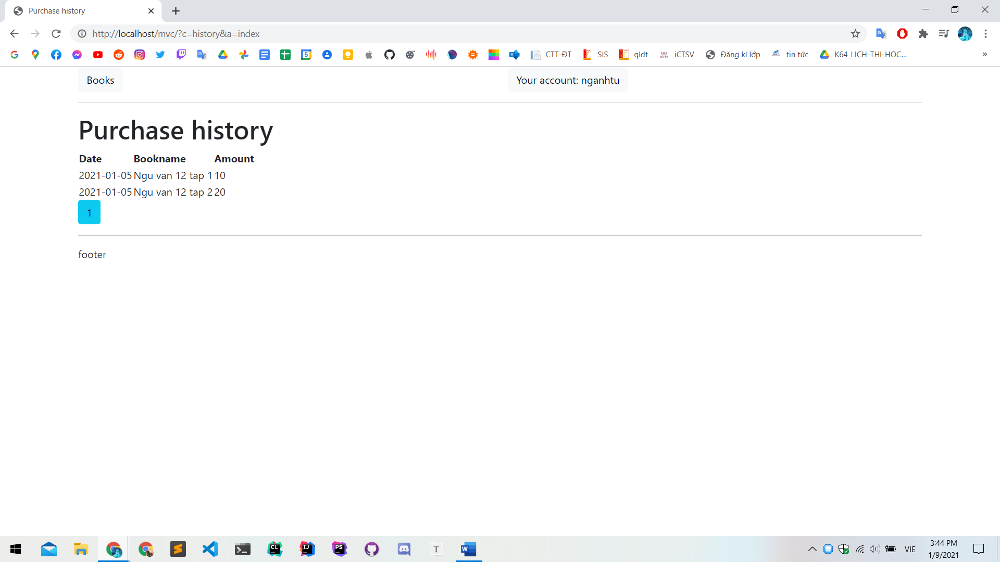 Purchase history
http://localhost/mvc/?c=history&a=index
CTT-ĐT SIS qldt iCTSV Đăng kí lớp tin tức K64_LỊCH-THI-HỌC... »
Books Your account: nganhtu
Purchase history
Date Bookname Amount
2021-01-05 Ngu van 12 tap 1 10
2021-01-05 Ngu van 12 tap 2 20
1
footer
VIE
3:44 PM
1/9/2021